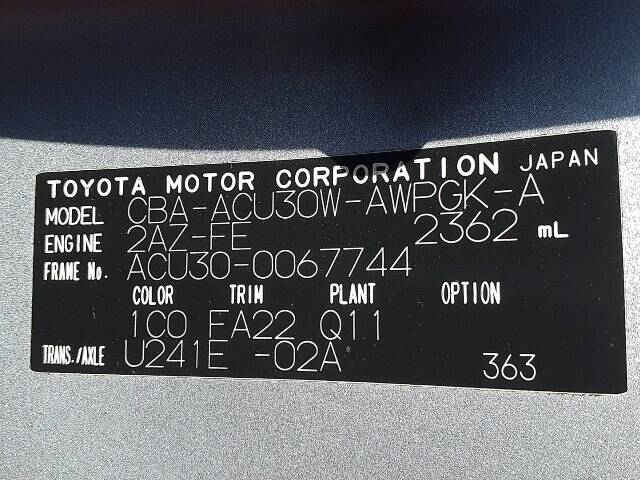 TOYOTA MOTOR CORPORATION JAPAN
MODEL CBA-ACU30W-AWPGK-A
ENGINE 2AZ-FE 2362 mL
FRAME No. ACU30-0067744
COLOR TRIM PLANT OPTION
1C0 FA22 Q11
TRANS./AXLE U241E -02A 363